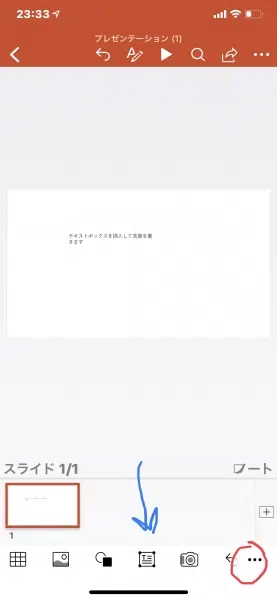 23:33
プレゼンテーション (1)
テキストボックスを挿入して文章を書
きます
スライド 1/1
ノート
1